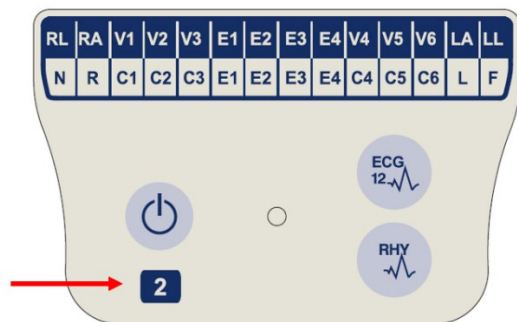 RL RA V1 V2 V3 E1 E2 E3 E4 V4 V5 V6 LA LL
N R C1 C2 C3 E1 E2 E3 E4 C4 C5 C6 L F
ECG
12
RHY
2